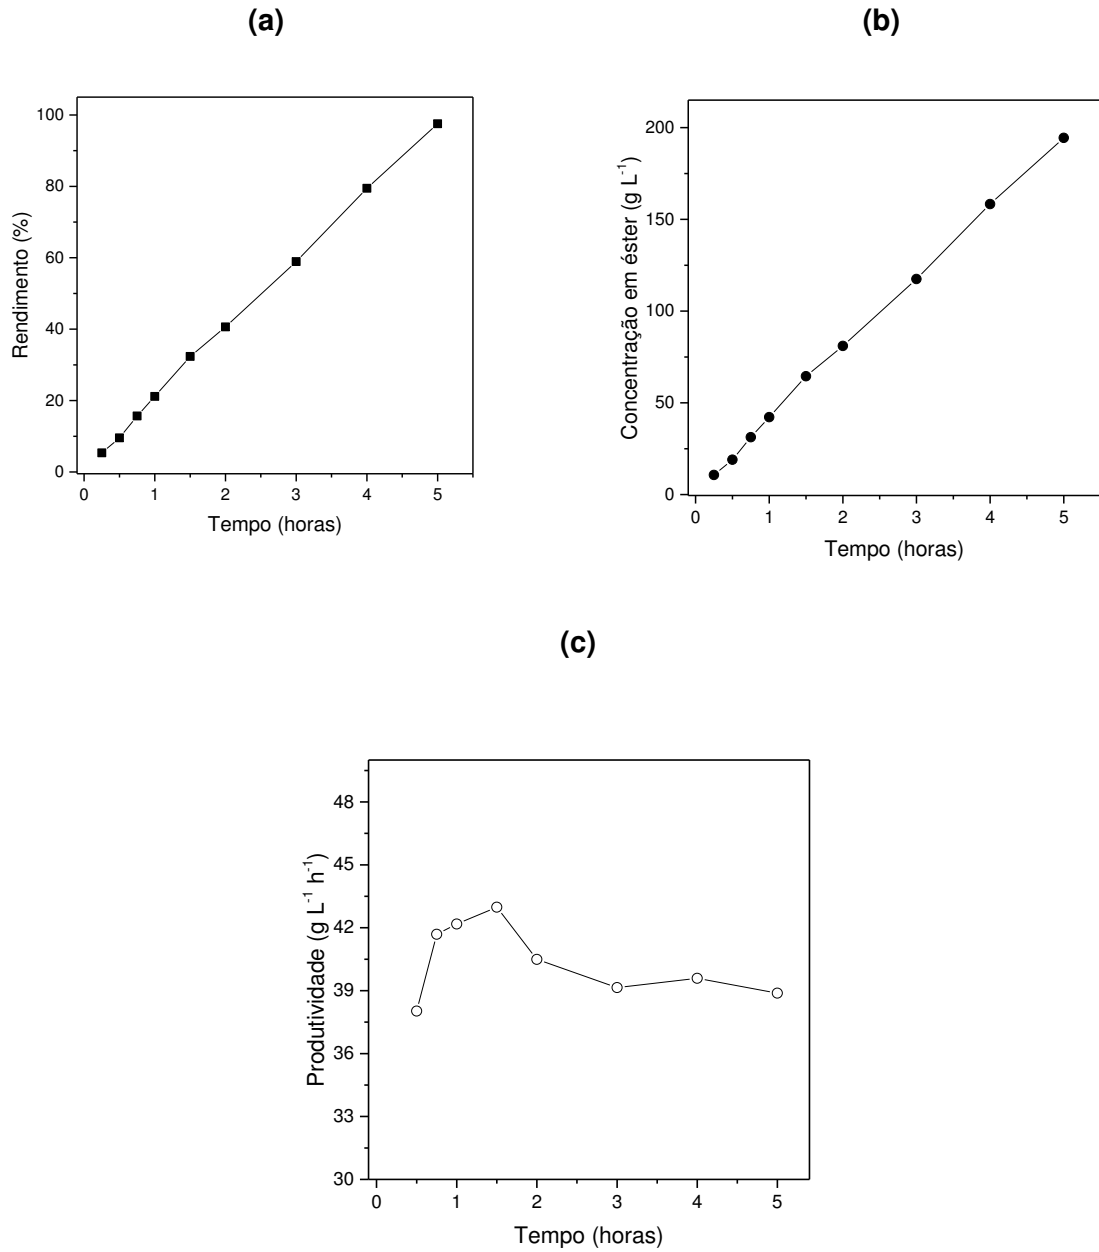 (a)
(b)
100
80
60
40
20
0
Rendimento (%)
0 1 2 3 4 5
Tempo (horas)
200
150
100
50
0
Concentração em éster (g L⁻¹)
0 1 2 3 4 5
Tempo (horas)
(c)
48
45
42
39
36
33
30
Produtividade (g L⁻¹ h⁻¹)
0 1 2 3 4 5
Tempo (horas)